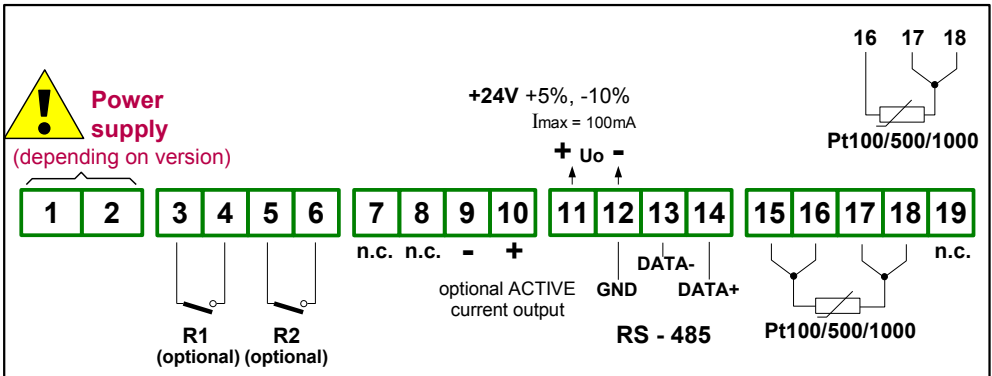 16 17 18
Pt100/500/1000
!
Power
supply
(depending on version)
+24V +5%, -10%
Imax = 100mA
+ Uo -
1 2 3 4 5 6 7 8 9 10 11 12 13 14 15 16 17 18 19
n.c. n.c. - +
n.c.
optional ACTIVE
current output
GND
DATA-
DATA+
RS - 485
R1
(optional)
R2
(optional)
Pt100/500/1000